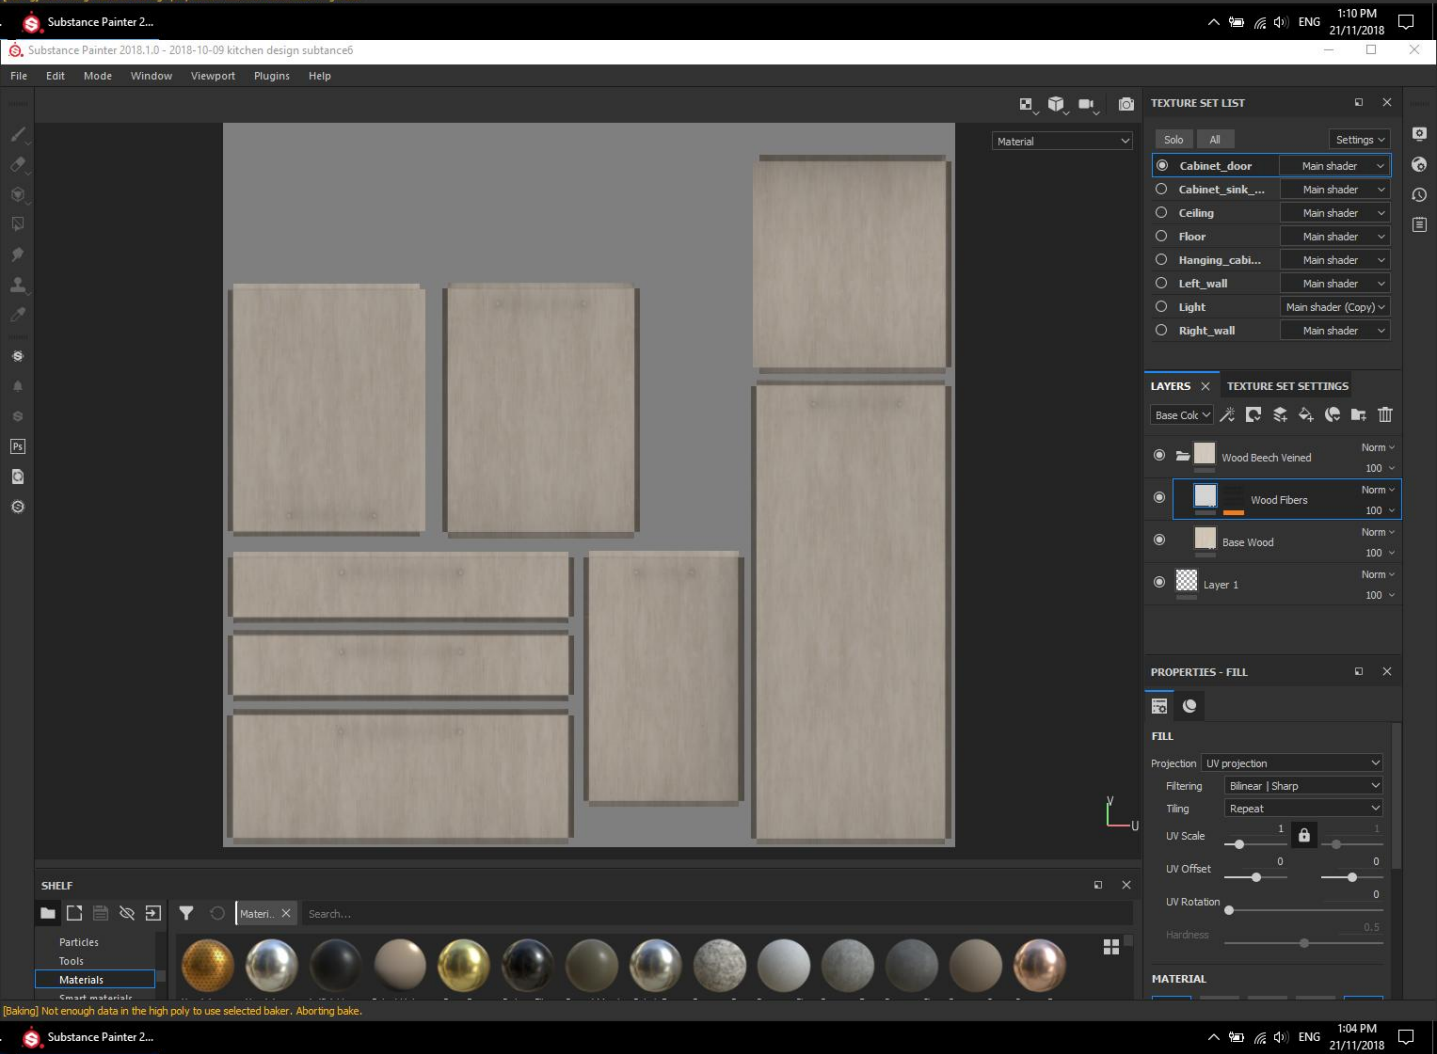 Substance Painter 2...
ENG
1:10 PM
21/11/2018
Substance Painter 2018.1.0 - 2018-10-09 kitchen design subtance6
File Edit Mode Window Viewport Plugins Help
Material
TEXTURE SET LIST
Solo All Settings
Cabinet_door Main shader
Cabinet_sink_... Main shader
Ceiling Main shader
Floor Main shader
Hanging_cabi... Main shader
Left_wall Main shader
Light Main shader (Copy)
Right_wall Main shader
LAYERS TEXTURE SET SETTINGS
Base Colc
Wood Beech Veined Norm
100
Wood Fibers Norm
100
Base Wood Norm
100
Layer 1 Norm
100
Ps
V
U
PROPERTIES - FILL
FILL
Projection UV projection
Filtering Bilinear | Sharp
Tiling Repeat
UV Scale 1 1
UV Offset 0 0
UV Rotation 0
Hardness 0.5
MATERIAL
SHELF
Materi... Search...
Particles
Tools
Materials
Smart materials
[Baking] Not enough data in the high poly to use selected baker. Aborting bake.
Substance Painter 2...
ENG
1:04 PM
21/11/2018